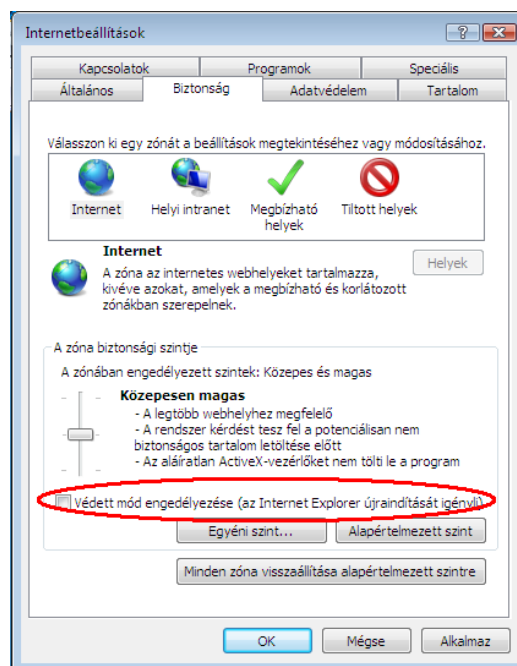 Internetbeállítások
Kapcsolatok Programok Speciális
Általános Biztonság Adatvédelem Tartalom
Válasszon ki egy zónát a beállítások megtekintéséhez vagy módosításához.
Internet Helyi intranet Megbízható Tiltott helyek
helyek
Internet
Helyek
A zóna az internetes webhelyeket tartalmazza,
kivéve azokat, amelyek a megbízható és korlátozott
zónákban szerepelnek.
A zóna biztonsági szintje
A zónában engedélyezett szintek: Közepes és magas
Közepesen magas
- A legtöbb webhelyhez megfelelő
- A rendszer kérdést tesz fel a potenciálisan nem
biztonságos tartalom letöltése előtt
- Az aláíratlan ActiveX-vezérlőket nem tölti le a program
Védett mód engedélyezése (az Internet Explorer újraindítását igényli)
Egyéni szint... Alapértelmezett szint
Minden zóna visszaállítása alapértelmezett szintre
OK Mégse Alkalmaz